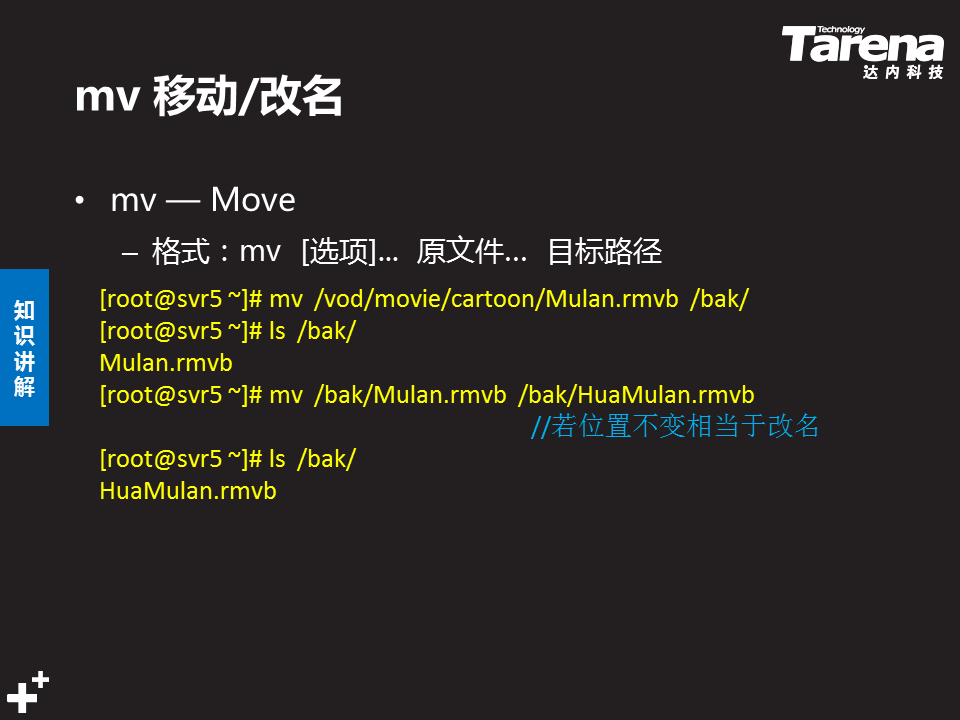 Technology
Tarena
达内科技
mv 移动/改名
• mv — Move
– 格式：mv [选项]... 原文件… 目标路径
[root@svr5 ~]# mv /vod/movie/cartoon/Mulan.rmvb /bak/
[root@svr5 ~]# ls /bak/
Mulan.rmvb
[root@svr5 ~]# mv /bak/Mulan.rmvb /bak/HuaMulan.rmvb
//若位置不变相当于改名
[root@svr5 ~]# ls /bak/
HuaMulan.rmvb
知
识
讲
解